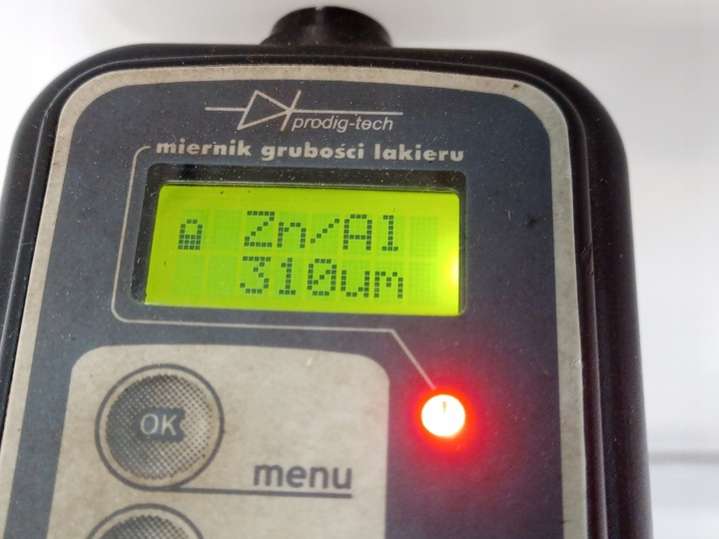 prodig-tech
miernik grubości lakieru
Zn/Al
310um
OK
menu